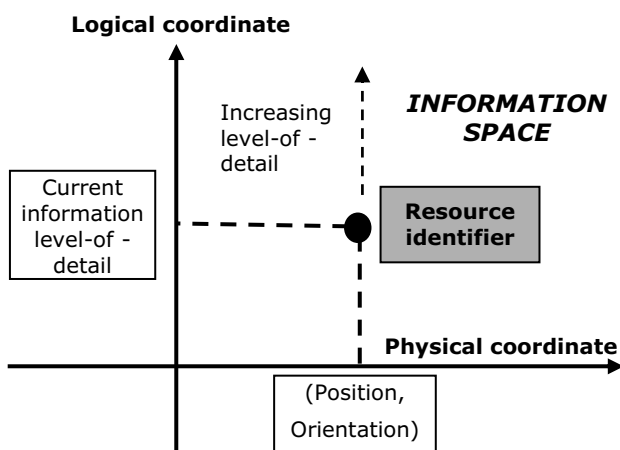 Logical coordinate
Increasing
level-of -
detail
INFORMATION
SPACE
Current
information
level-of -
detail
Resource
identifier
Physical coordinate
(Position,
Orientation)